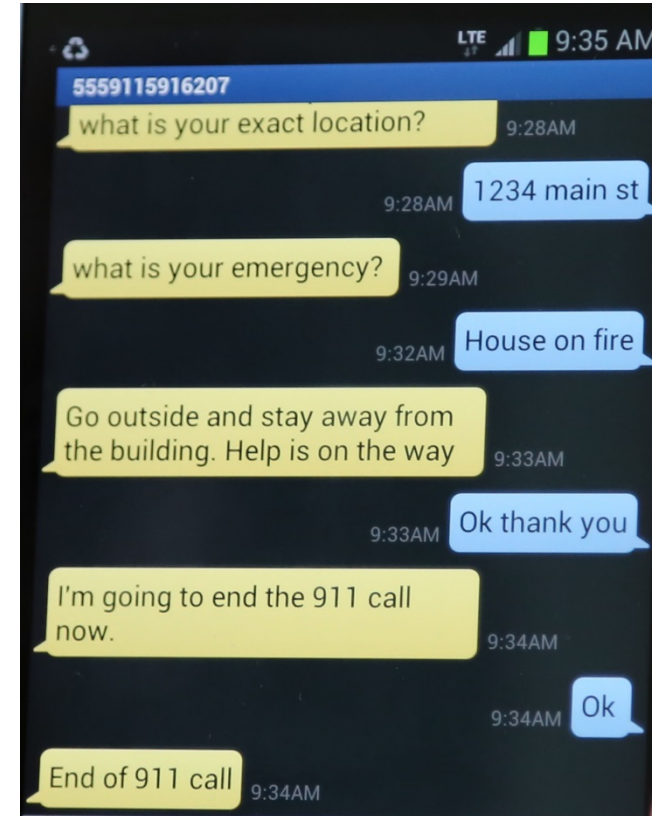 LTE 9:35 AM
5559115916207
what is your exact location? 9:28AM
9:28AM 1234 main st
what is your emergency? 9:29AM
9:32AM House on fire
Go outside and stay away from
the building. Help is on the way 9:33AM
9:33AM Ok thank you
I'm going to end the 911 call
now. 9:34AM
9:34AM Ok
End of 911 call 9:34AM